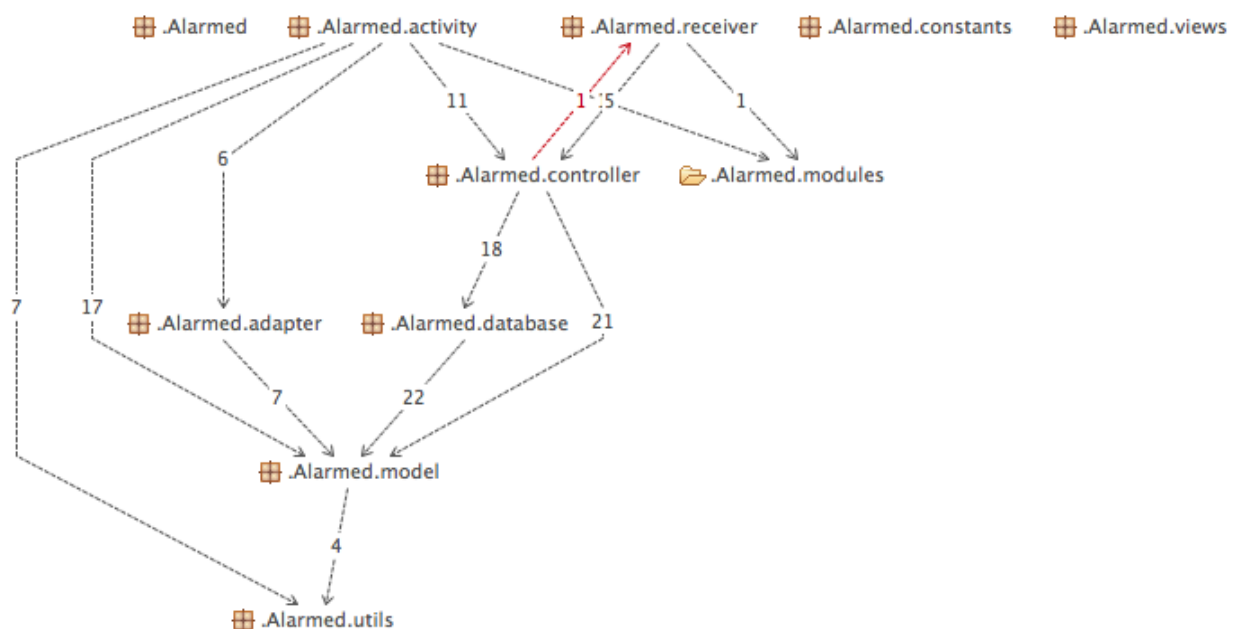 .Alarmed .Alarmed.activity .Alarmed.receiver .Alarmed.constants .Alarmed.views
11 1 5 1
6
.Alarmed.controller .Alarmed.modules
18
7 17 21
.Alarmed.adapter .Alarmed.database
7 22
.Alarmed.model
4
.Alarmed.utils